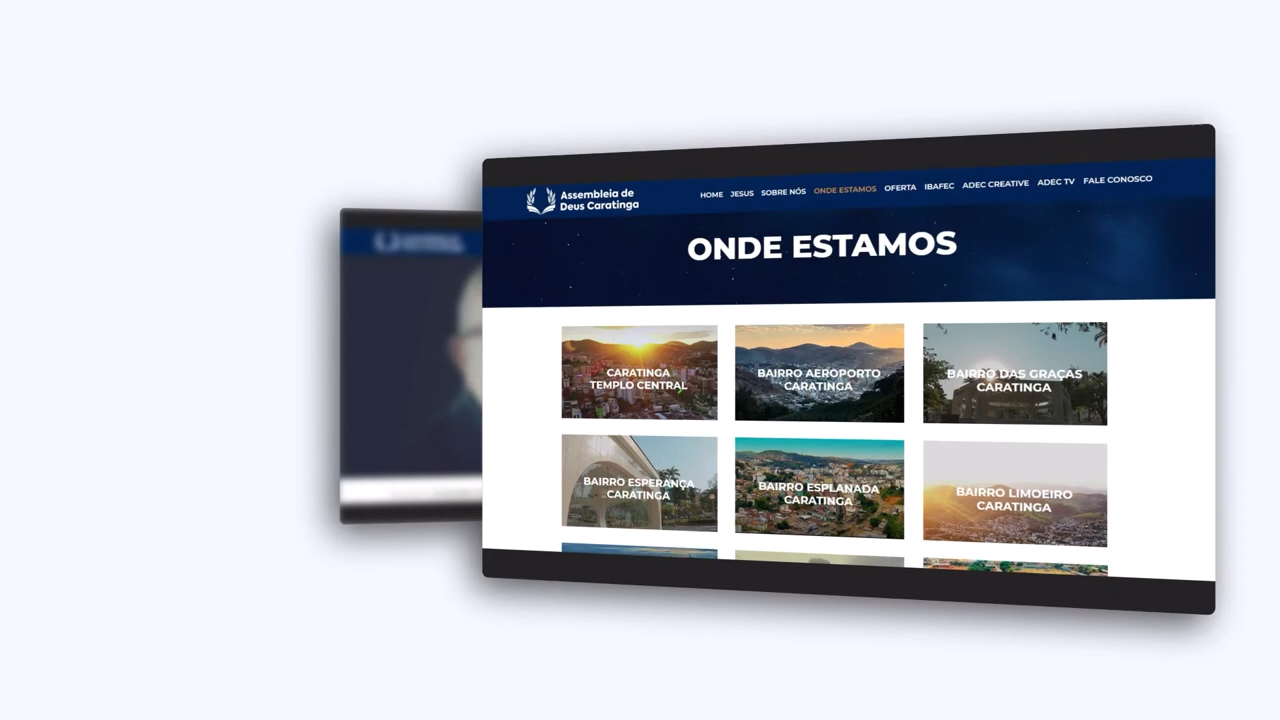 Assembleia de
Deus Caratinga
HOME JESUS SOBRE NÓS ONDE ESTAMOS OFERTA IBAFEC ADEC CREATIVE ADEC TV FALE CONOSCO
ONDE ESTAMOS
CARATINGA
TEMPLO CENTRAL
BAIRRO AEROPORTO
CARATINGA
BAIRRO DAS GRAÇAS
CARATINGA
BAIRRO ESPERANÇA
CARATINGA
BAIRRO ESPLANADA
CARATINGA
BAIRRO LIMOEIRO
CARATINGA